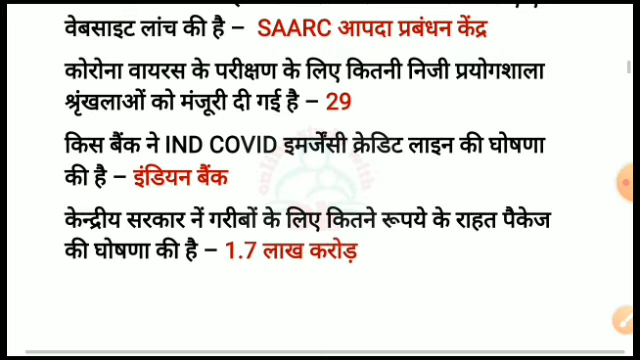 वेबसाइट लांच की है – SAARC आपदा प्रबंधन केंद्र
कोरोना वायरस के परीक्षण के लिए कितनी निजी प्रयोगशाला
श्रृंखलाओं को मंजूरी दी गई है – 29
किस बैंक ने IND COVID इमर्जेंसी क्रेडिट लाइन की घोषणा
की है – इंडियन बैंक
केन्द्रीय सरकार नें गरीबों के लिए कितने रूपये के राहत पैकेज
की घोषणा की है – 1.7 लाख करोड़